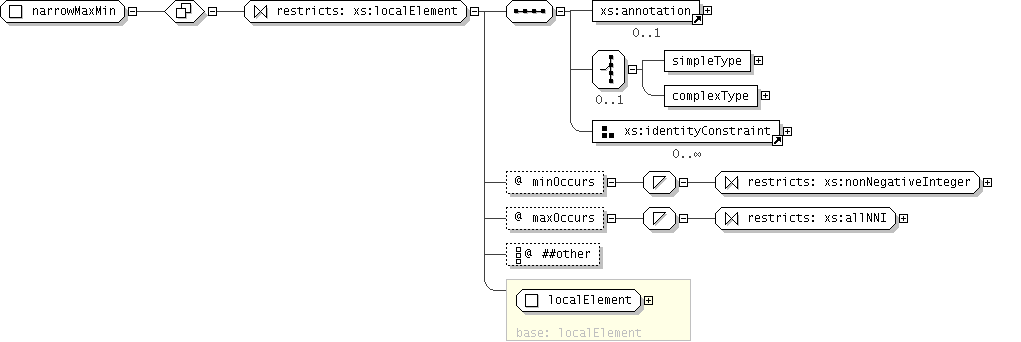 narrowMaxMin
restricts: xs:localElement
xs:annotation
0..1
simpleType
0..1
complexType
xs:identityConstraint
0..∞
@ minOccurs
restricts: xs:nonNegativeInteger
@ maxOccurs
restricts: xs:allNNI
@ ##other
localElement
base: localElement